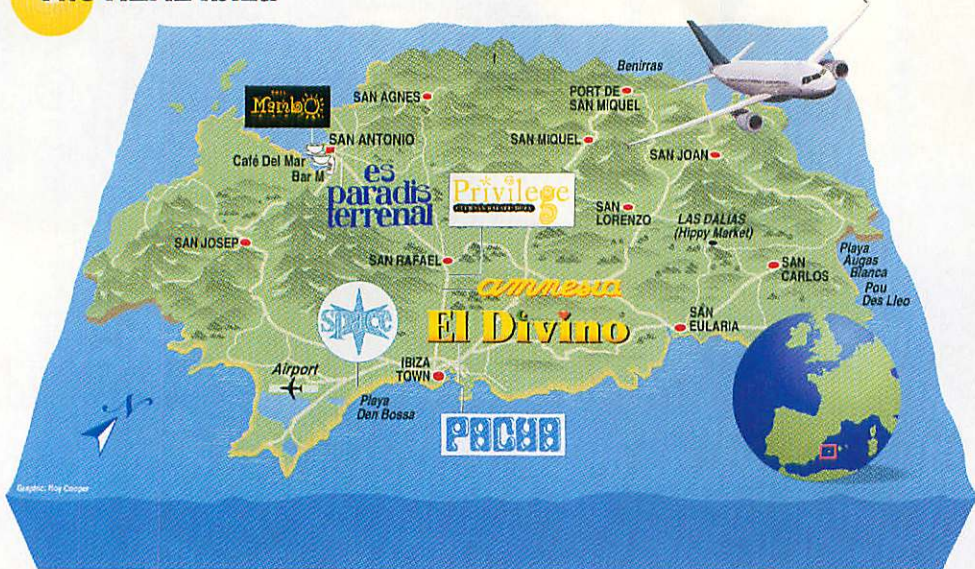 Benirras
PORT DE
SAN MIQUEL
SAN AGNES
Mambo
SAN ANTONIO
SAN MIQUEL
SAN JOAN
Café Del Mar
Bar M
es
paradis
terrenal
Privilege
SAN
LORENZO
LAS DALIAS
(Hippy Market)
SAN JOSEP
SAN RAFAEL
SAN
CARLOS
Playa
Augas
Blanca
Pou
Des Lleo
amnesia
space
El Divino
SAN
EULARIA
Airport
IBIZA
TOWN
Playa
Den Bossa
PACHA
Graphic: Roy Cooper